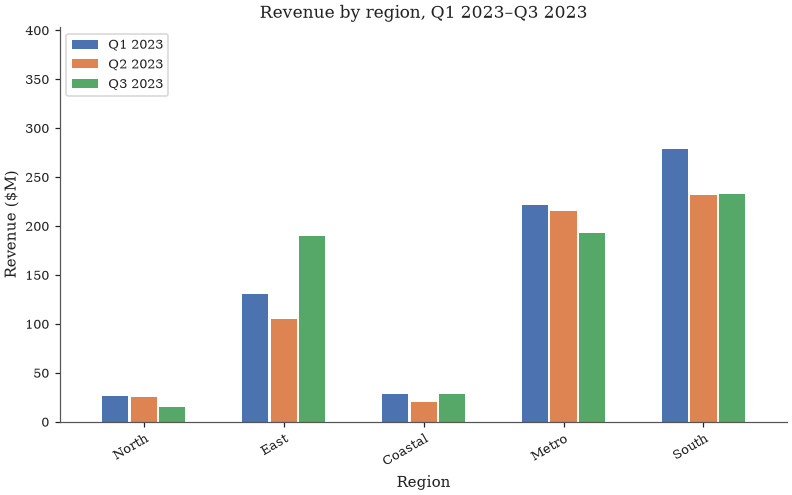 Revenue by region, Q1 2023–Q3 2023
Q1 2023
Q2 2023
Q3 2023
Revenue ($M)
400
350
300
250
200
150
100
50
0
North
East
Coastal
Metro
South
Region